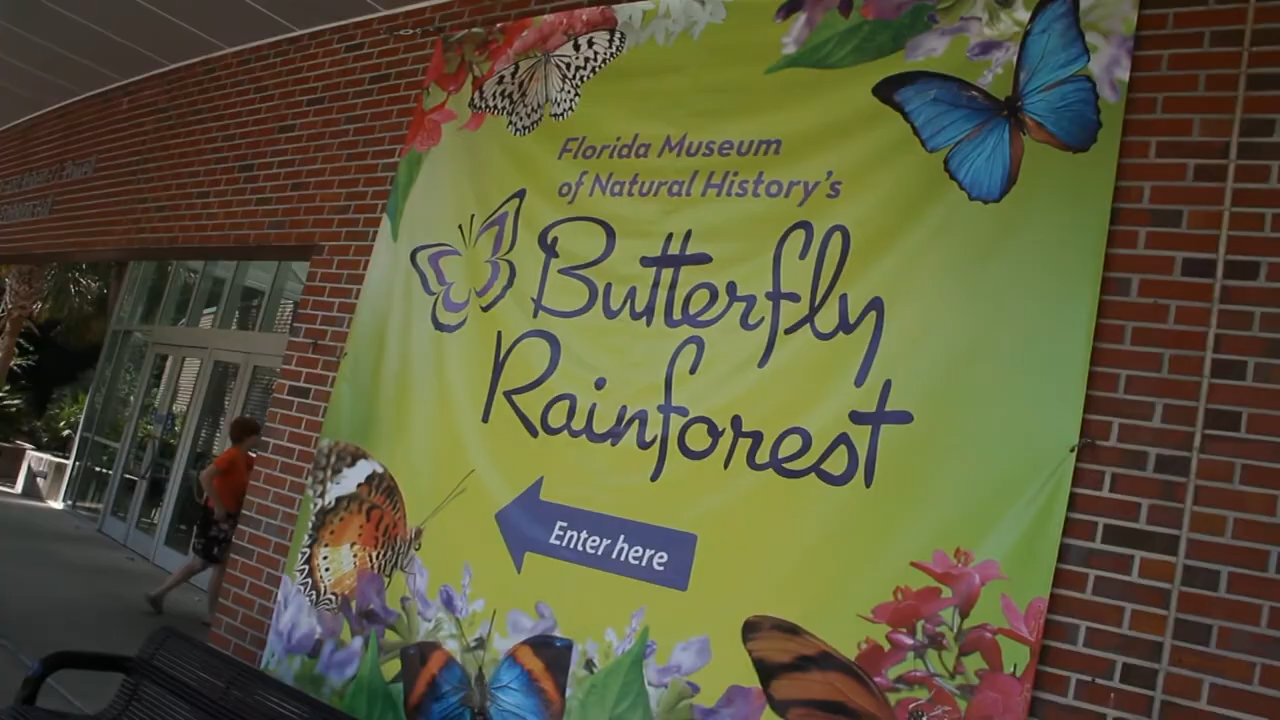 Florida Museum
of Natural History's
Butterfly
Rainforest
Enter here